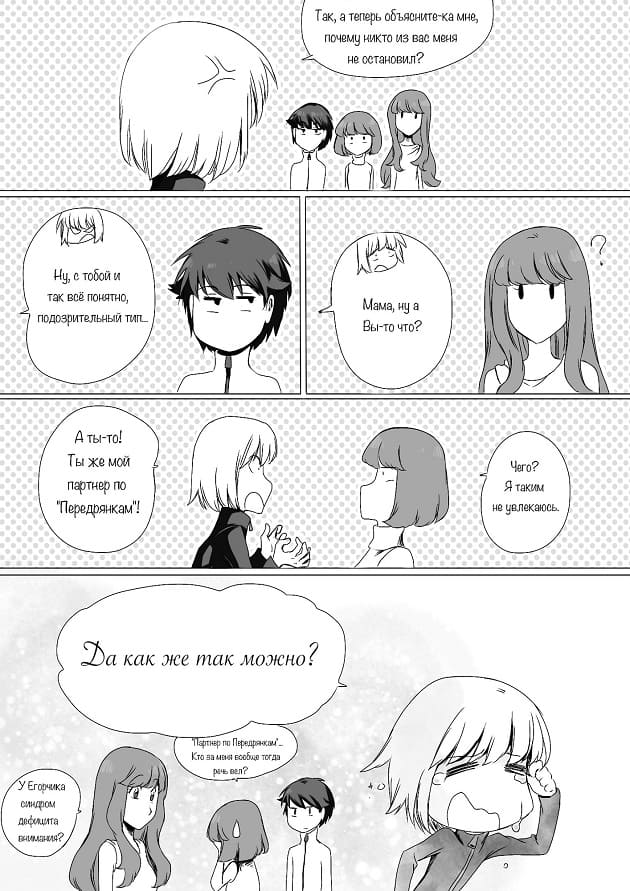 Так, а теперь объясните-ка мне,
почему никто из вас меня
не остановил?
Ну, с тобой и
так всё понятно,
подозрительный тип...
Мама, ну а
Вы-то что?
?
А ты-то!
Ты же мой
партнер по
"Передрянкам"!
Чего?
Я таким
не увлекаюсь.
Да как же так можно?
"Партнер по Передрянкам"...
Кто за меня вообще тогда
речь вел?
У Егорчика
синдром
дефицита
внимания?